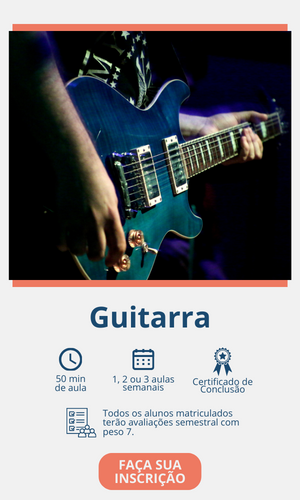 Guitarra
50 min
de aula
1, 2 ou 3 aulas
semanais
Certificado de
Conclusão
Todos os alunos matriculados
terão avaliações semestral com
peso 7.
FAÇA SUA
INSCRIÇÃO